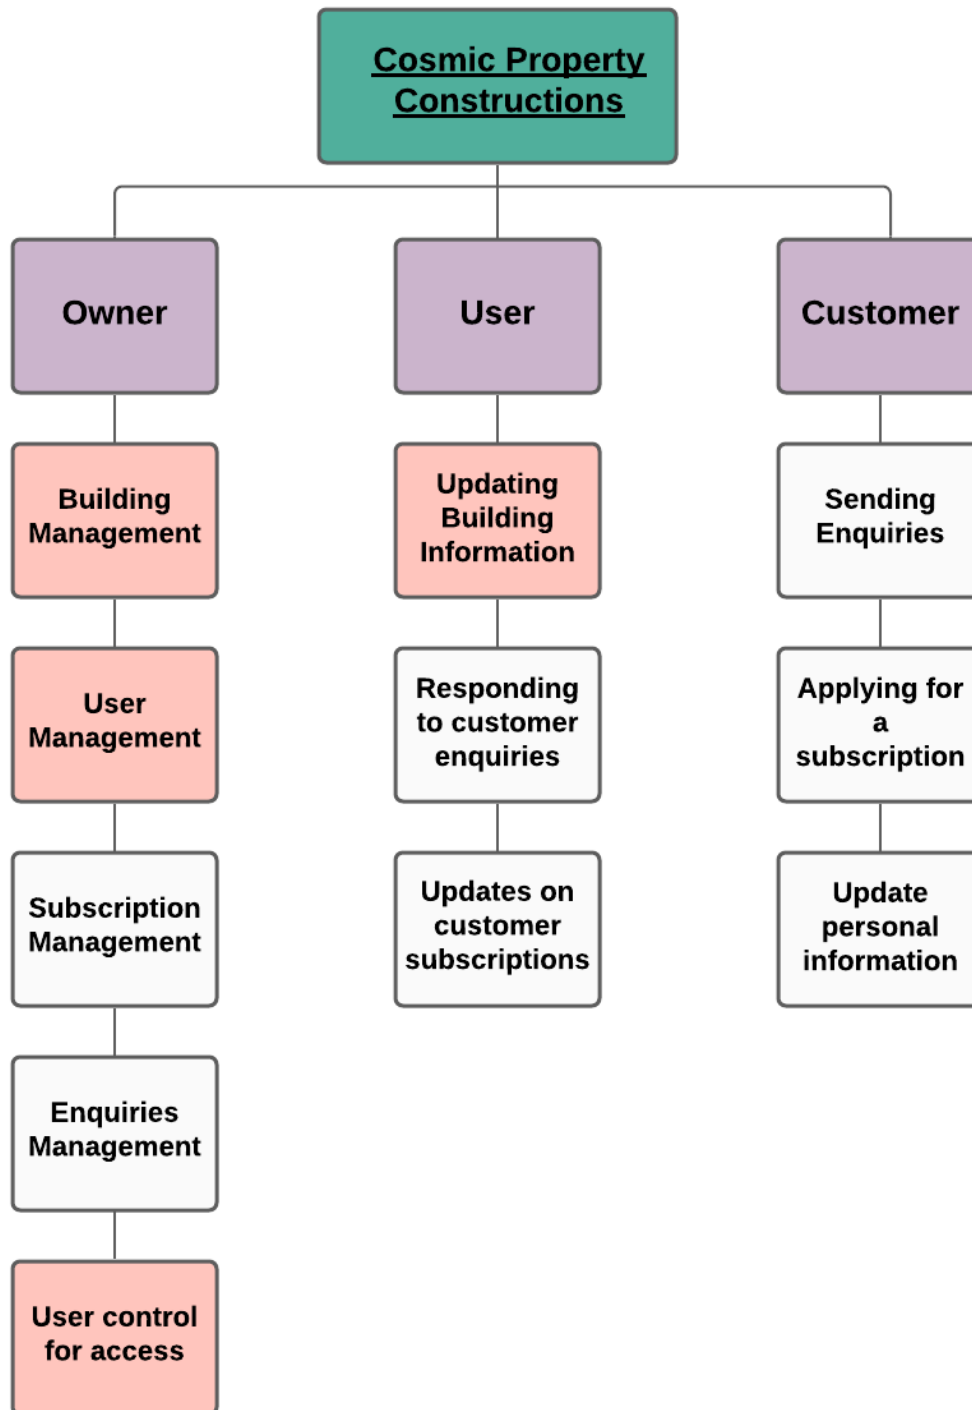 Cosmic Property
Constructions
Owner
User
Customer
Building
Management
Updating
Building
Information
Sending
Enquiries
User
Management
Responding
to customer
enquiries
Applying for
a
subscription
Subscription
Management
Updates on
customer
subscriptions
Update
personal
information
Enquiries
Management
User control
for access